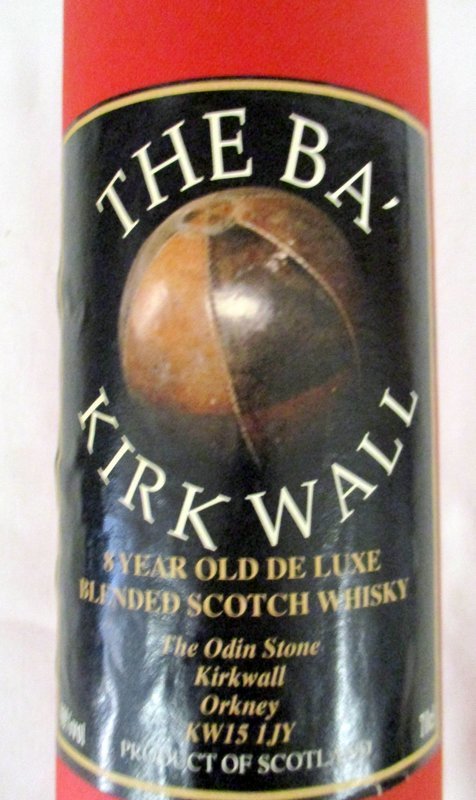 THE BA'
KIRKWALL
8 YEAR OLD DE LUXE
BLENDED SCOTCH WHISKY
The Odin Stone
Kirkwall
Orkney
KW15 1JY
PRODUCT OF SCOTLAND